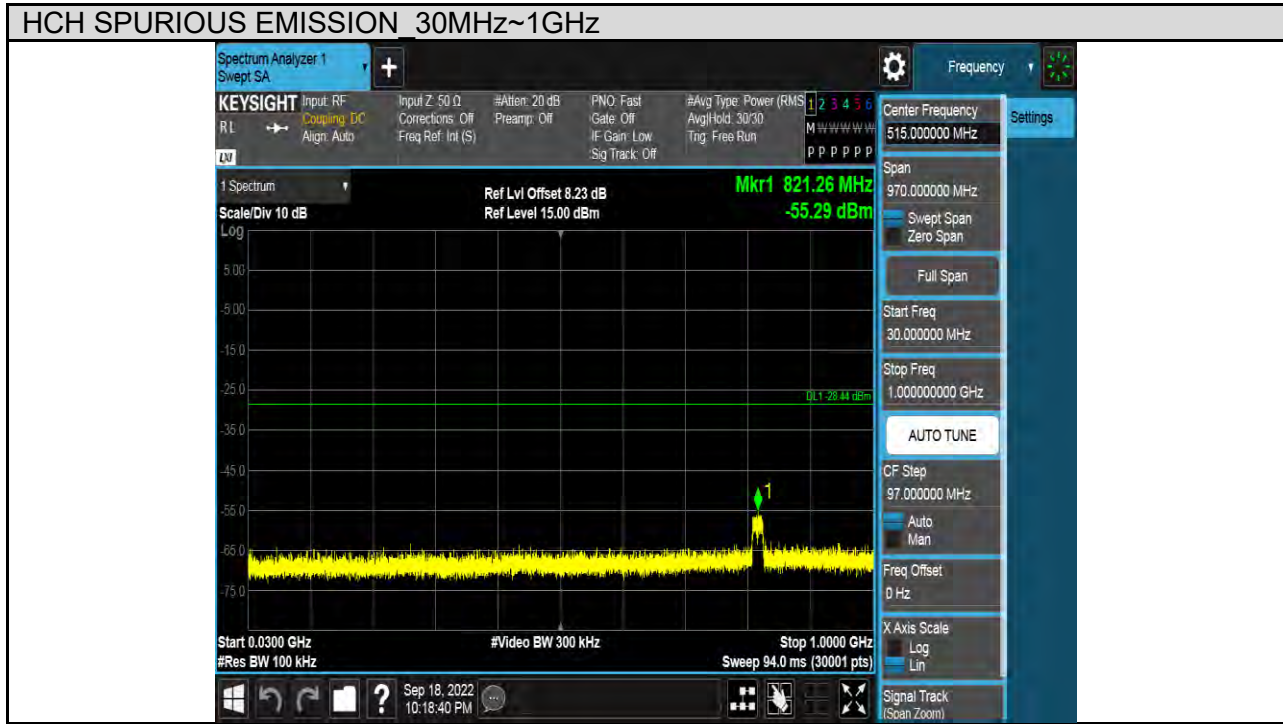 HCH SPURIOUS EMISSION_30MHz~1GHz
Spectrum Analyzer 1
Swept SA
Frequency
KEYSIGHT
RL
LXI
Input: RF
Coupling: DC
Align: Auto
Input Z: 50 Ω
Corrections: Off
Freq Ref: Int (S)
#Atten: 20 dB
Preamp: Off
PNO: Fast
Gate: Off
IF Gain: Low
Sig Track: Off
#Avg Type: Power (RMS
Avg|Hold: 30/30
Trig: Free Run
1 2 3 4 5 6
M W W W W W
P P P P P P
1 Spectrum
Scale/Div 10 dB
Log
Ref Lvl Offset 8.23 dB
Ref Level 15.00 dBm
Mkr1 821.26 MHz
-55.29 dBm
5.00
-5.00
-15.0
-25.0
DL1 -28.44 dBm
-35.0
-45.0
1
-55.0
-65.0
-75.0
Start 0.0300 GHz
#Res BW 100 kHz
#Video BW 300 kHz
Stop 1.0000 GHz
Sweep 94.0 ms (30001 pts)
Sep 18, 2022
10:18:40 PM
Center Frequency
515.000000 MHz
Settings
Span
970.000000 MHz
Swept Span
Zero Span
Full Span
Start Freq
30.000000 MHz
Stop Freq
1.000000000 GHz
AUTO TUNE
CF Step
97.000000 MHz
Auto
Man
Freq Offset
0 Hz
X Axis Scale
Log
Lin
Signal Track
(Span Zoom)